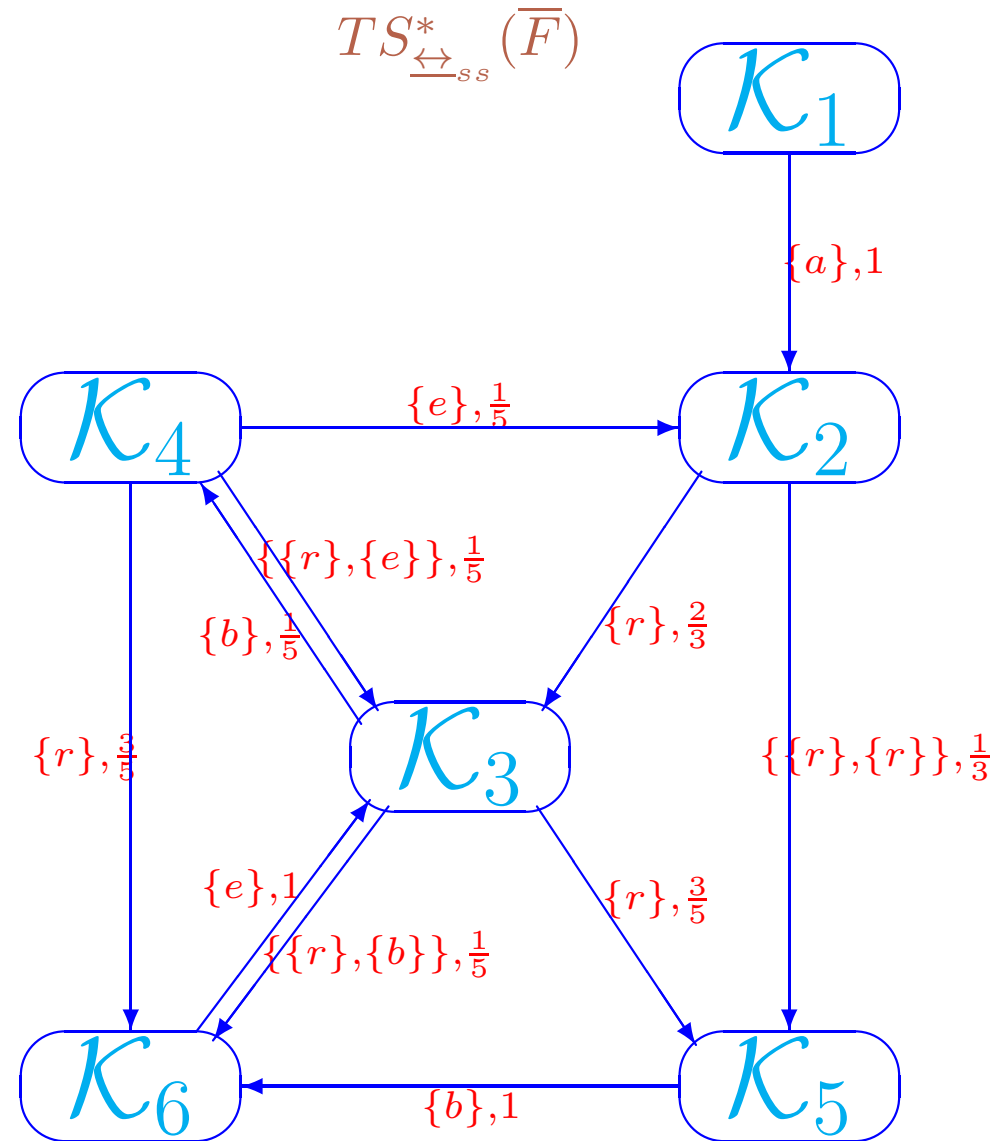 TS*↔ss(F̅)
𝒦1
{a},1
𝒦4
{e},1/5
𝒦2
{{r},{e}},1/5
{b},1/5
{r},2/3
{r},3/5
𝒦3
{{r},{r}},1/3
{e},1
{r},3/5
{{r},{b}},1/5
𝒦6
{b},1
𝒦5